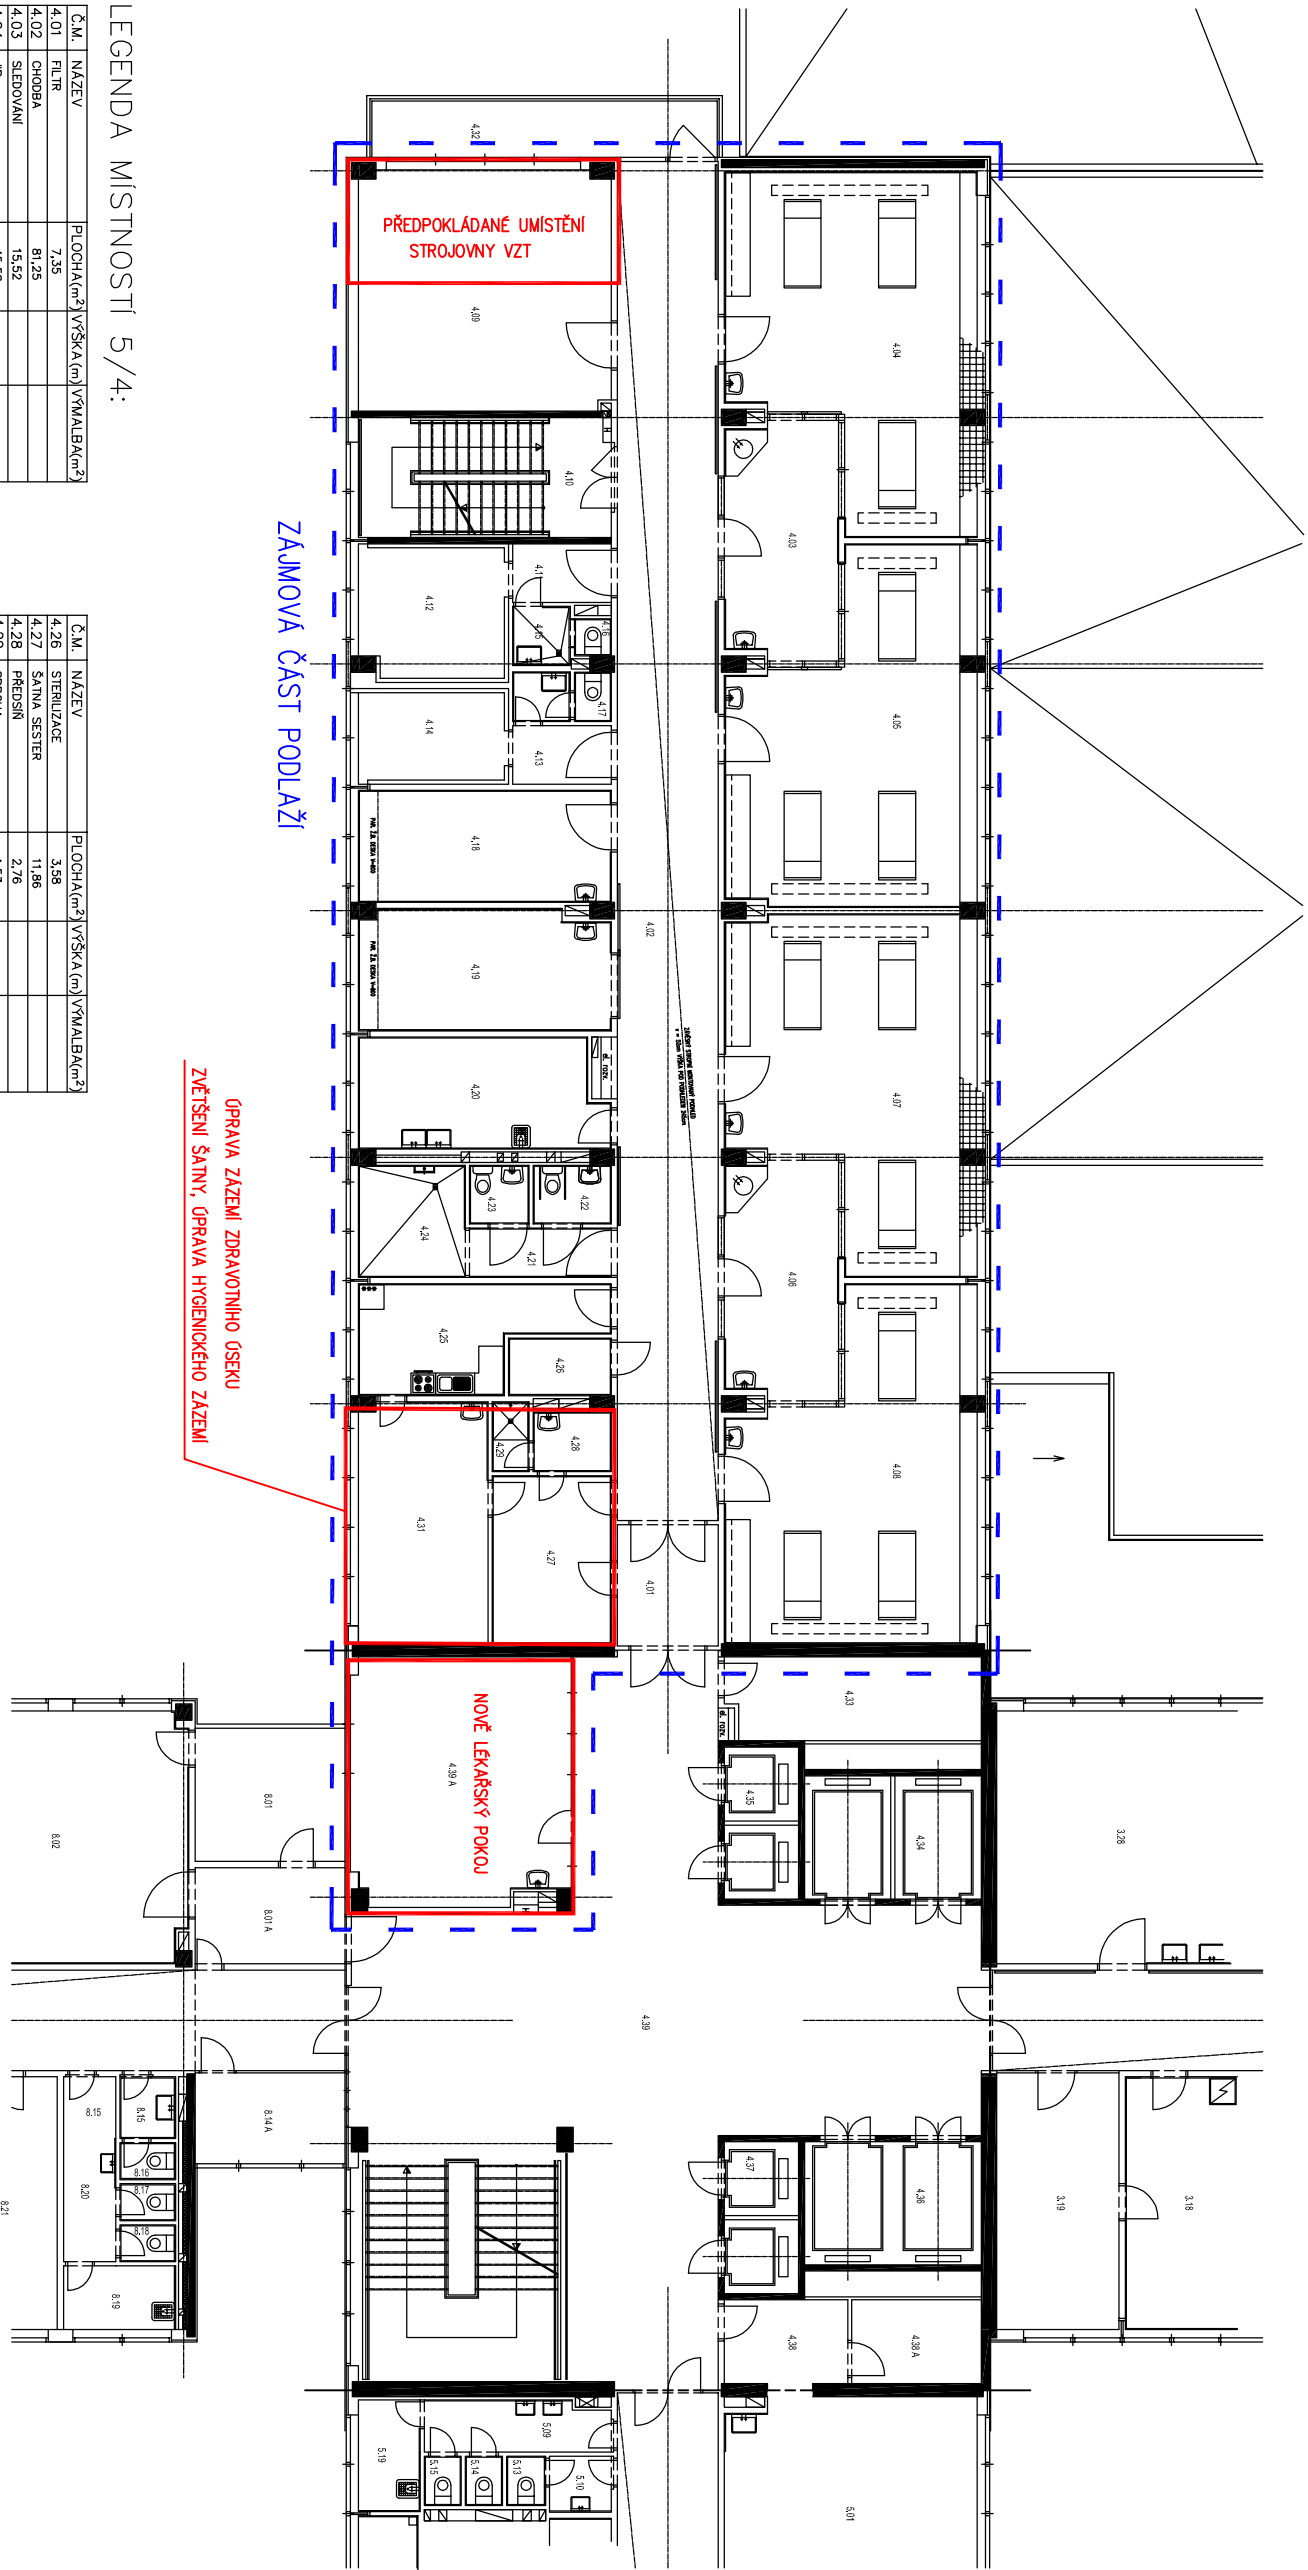 LEGENDA MÍSTNOSTÍ 5/4:
Č.M. NÁZEV PLOCHA(m²) VÝŠKA(m) VÝMALBA(m²)
4.01 FILTR 7,35
4.02 CHODBA 81,25
4.03 SLEDOVÁNÍ 15,52
Č.M. NÁZEV PLOCHA(m²) VÝŠKA(m) VÝMALBA(m²)
4.26 STERILIZACE 3,58
4.27 ŠATNA SESTER 11,86
4.28 PŘEDSÍŇ 2,76
PŘEDPOKLÁDANÉ UMÍSTĚNÍ
STROJOVNY VZT
ZÁJMOVÁ ČÁST PODLAŽÍ
ÚPRAVA ZÁZEMÍ ZDRAVOTNÍHO ÚSEKU
ZVĚTŠENÍ ŠATNY, ÚPRAVA HYGIENICKÉHO ZÁZEMÍ
NOVĚ LÉKAŘSKÝ POKOJ
4.32
4.09
4.04
4.10
4.03
4.11
4.12
4.15
4.16
4.17
4.13
4.14
4.05
4.18
4.02
4.19
4.20
el. rozv.
4.07
4.22
4.23
4.21
4.24
4.06
4.25
4.26
4.28
4.29
4.31
4.27
4.08
4.01
4.33
el. rozv.
4.39 A
4.35
4.34
8.01
8.02
3.28
8.01 A
4.39
8.14 A
8.15
8.15
8.16
8.17
8.18
8.20
8.19
8.21
4.37
4.36
3.19
3.18
4.38
4.38 A
5.09
5.19
5.15
5.14
5.13
5.10
5.01